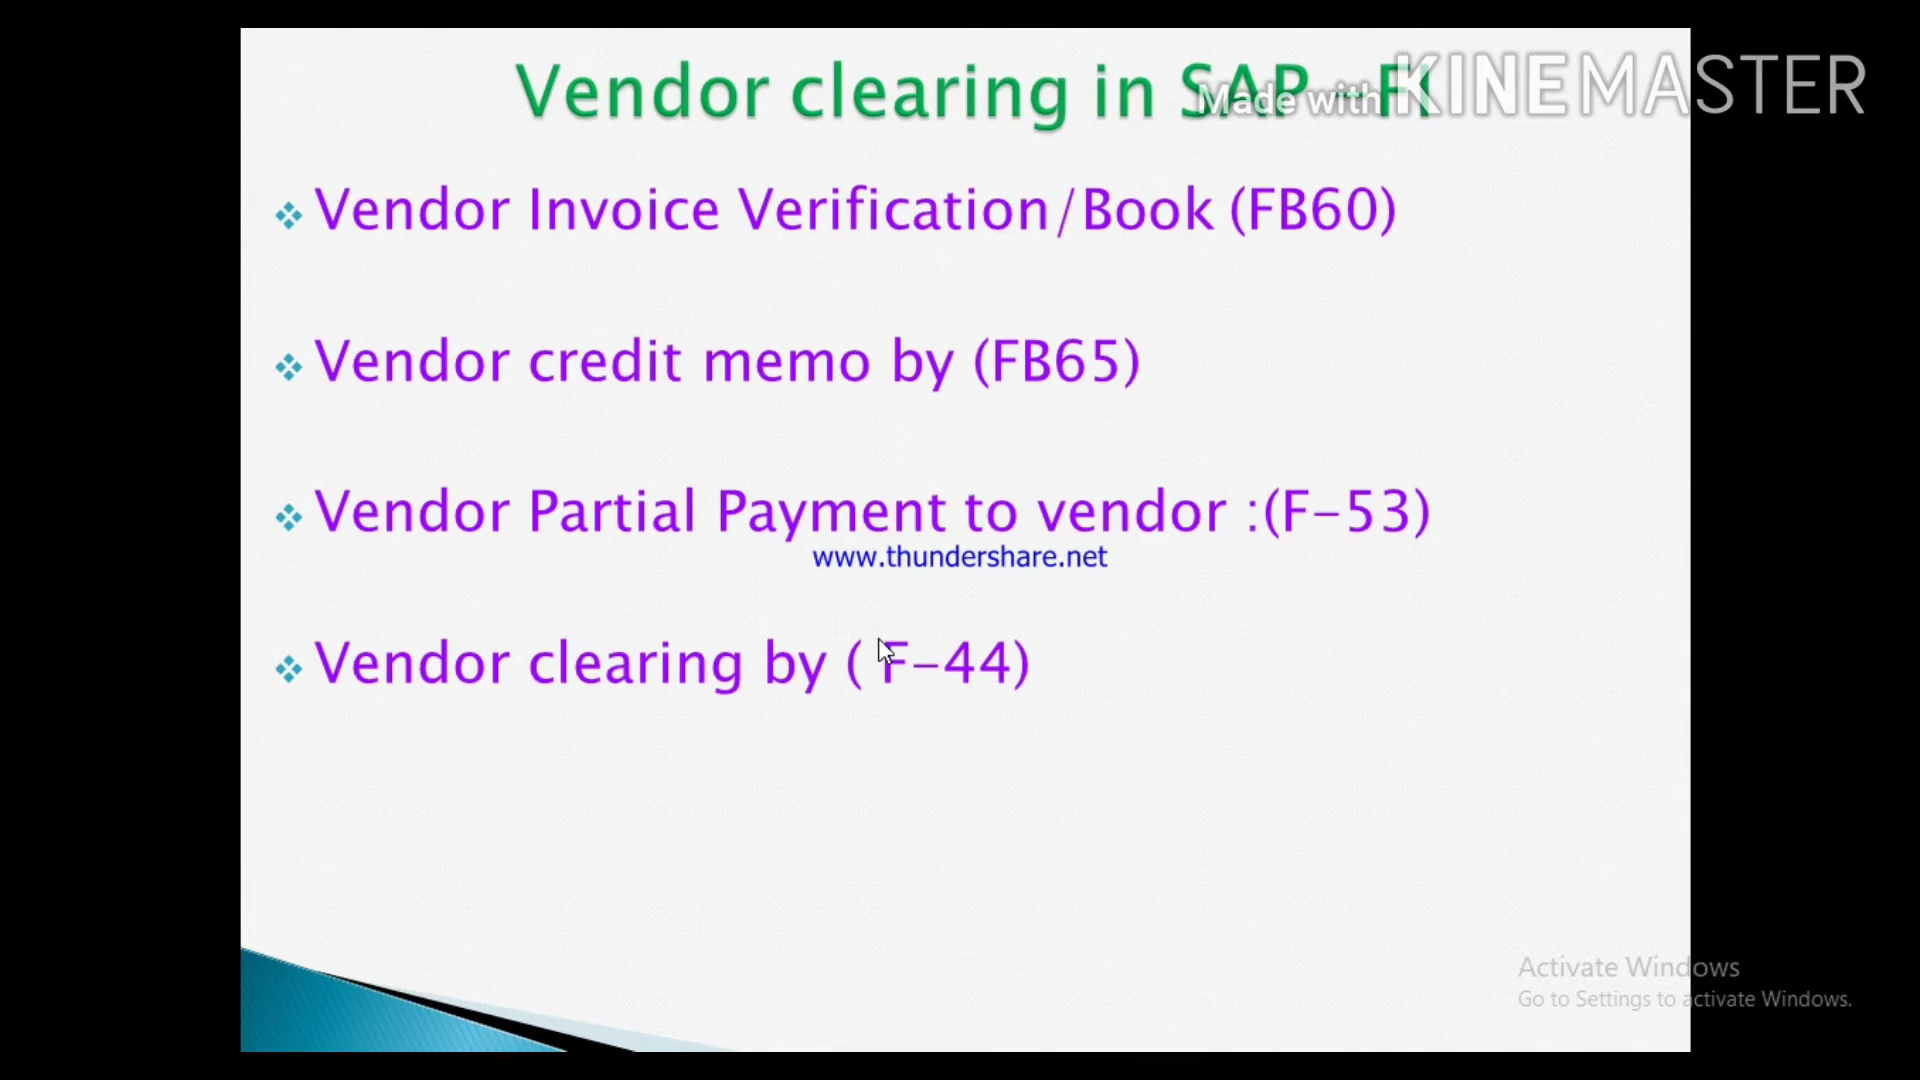 Vendor clearing in SAP -FI
Made with KINEMASTER
Vendor Invoice Verification/Book (FB60)
Vendor credit memo by (FB65)
Vendor Partial Payment to vendor :(F-53)
www.thundershare.net
Vendor clearing by ( F-44)
Activate Windows
Go to Settings to activate Windows.